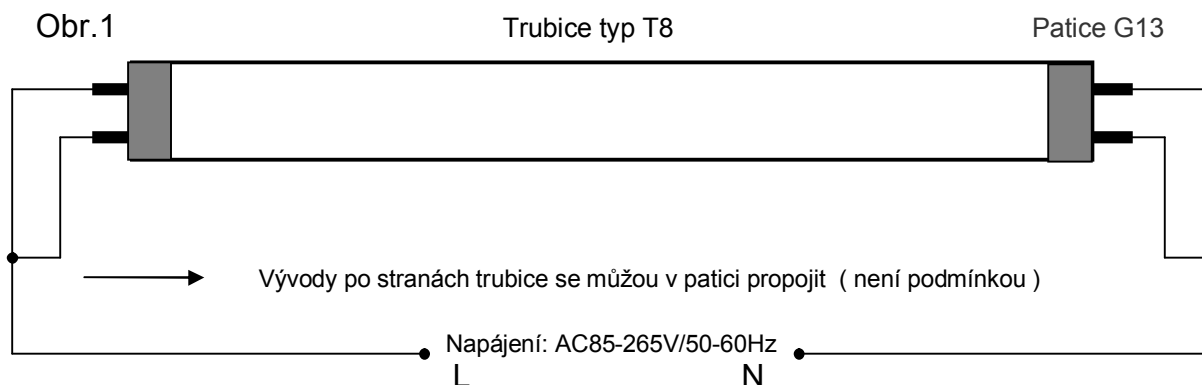 Obr.1
Trubice typ T8
Patice G13
Vývody po stranách trubice se můžou v patici propojit ( není podmínkou )
Napájení: AC85-265V/50-60Hz
L
N